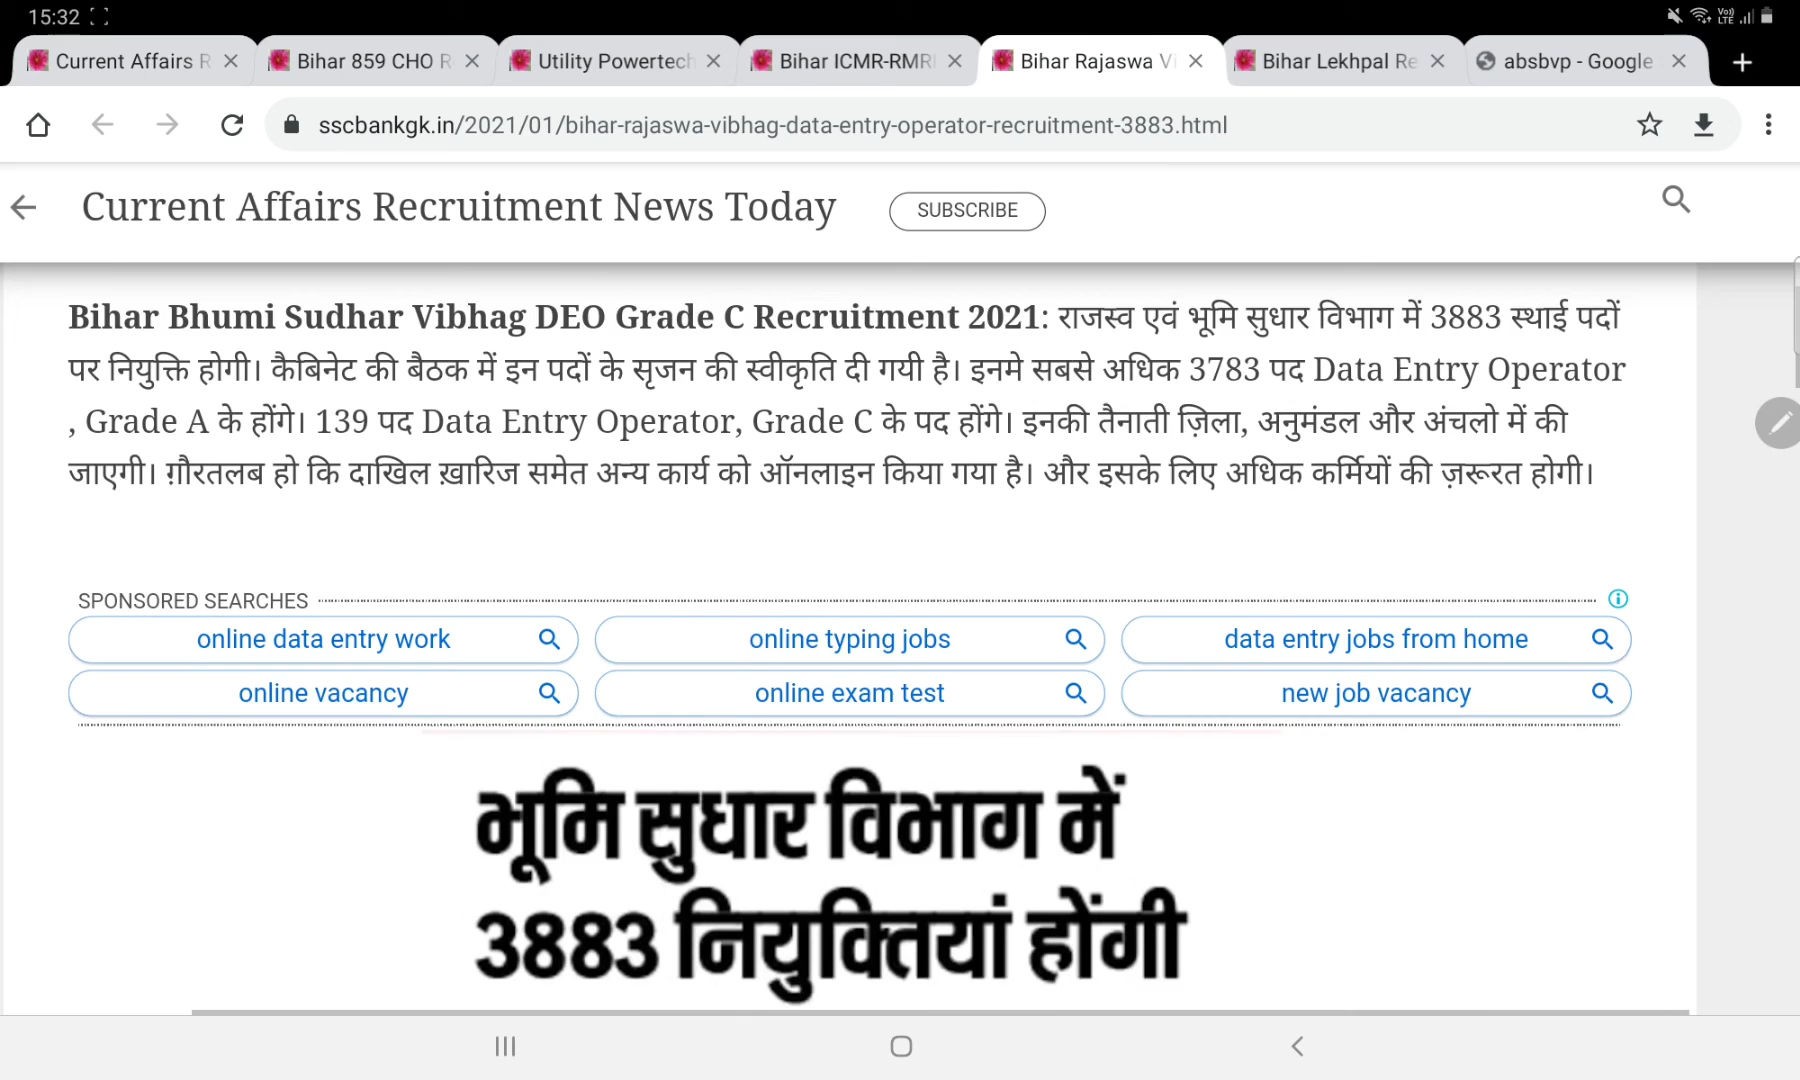 15:32
Current Affairs R
Bihar 859 CHO R
Utility Powertech
Bihar ICMR-RMRI
Bihar Rajaswa Vi
Bihar Lekhpal Re
absbvp - Google
sscbankgk.in/2021/01/bihar-rajaswa-vibhag-data-entry-operator-recruitment-3883.html
Current Affairs Recruitment News Today
SUBSCRIBE
Bihar Bhumi Sudhar Vibhag DEO Grade C Recruitment 2021: राजस्व एवं भूमि सुधार विभाग में 3883 स्थाई पदों
पर नियुक्ति होगी। कैबिनेट की बैठक में इन पदों के सृजन की स्वीकृति दी गयी है। इनमे सबसे अधिक 3783 पद Data Entry Operator
, Grade A के होंगे। 139 पद Data Entry Operator, Grade C के पद होंगे। इनकी तैनाती ज़िला, अनुमंडल और अंचलो में की
जाएगी। ग़ौरतलब हो कि दाखिल ख़ारिज समेत अन्य कार्य को ऑनलाइन किया गया है। और इसके लिए अधिक कर्मियों की ज़रूरत होगी।
SPONSORED SEARCHES
online data entry work
online typing jobs
data entry jobs from home
online vacancy
online exam test
new job vacancy
भूमि सुधार विभाग में
3883 नियुक्तियां होंगी